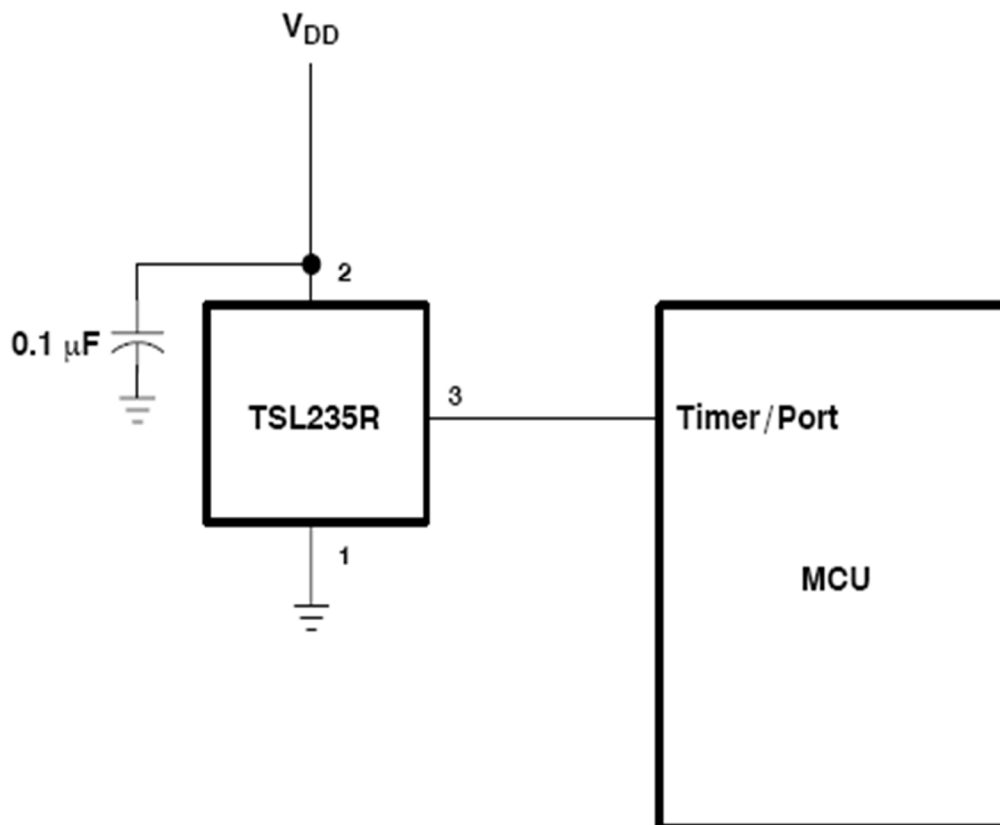 VDD
2
0.1 μF
TSL235R
3
Timer/Port
1
MCU